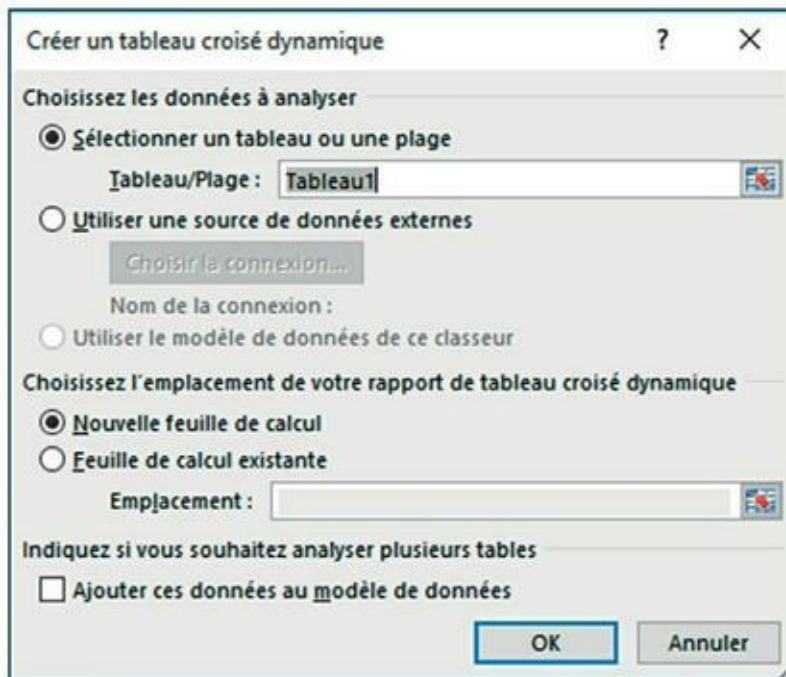 Créer un tableau croisé dynamique ? ✕
Choisissez les données à analyser
Sélectionner un tableau ou une plage
Tableau/Plage : Tableau1
Utiliser une source de données externes
Choisir la connexion...
Nom de la connexion :
Utiliser le modèle de données de ce classeur
Choisissez l'emplacement de votre rapport de tableau croisé dynamique
Nouvelle feuille de calcul
Feuille de calcul existante
Emplacement :
Indiquez si vous souhaitez analyser plusieurs tables
Ajouter ces données au modèle de données
OK Annuler